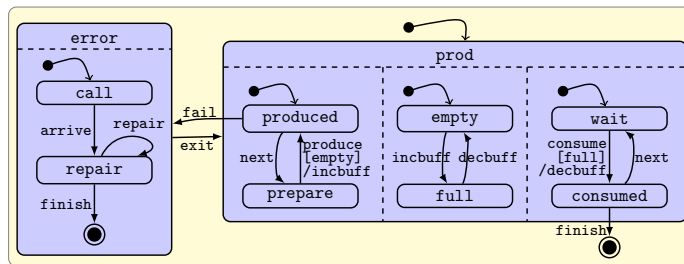 error
prod
call
arrive
repair
repair
finish
fail
exit
produced
next
produce
[empty]
/incbuff
prepare
empty
incbuff
decbuff
full
wait
consume
[full]
/decbuff
next
consumed
finish